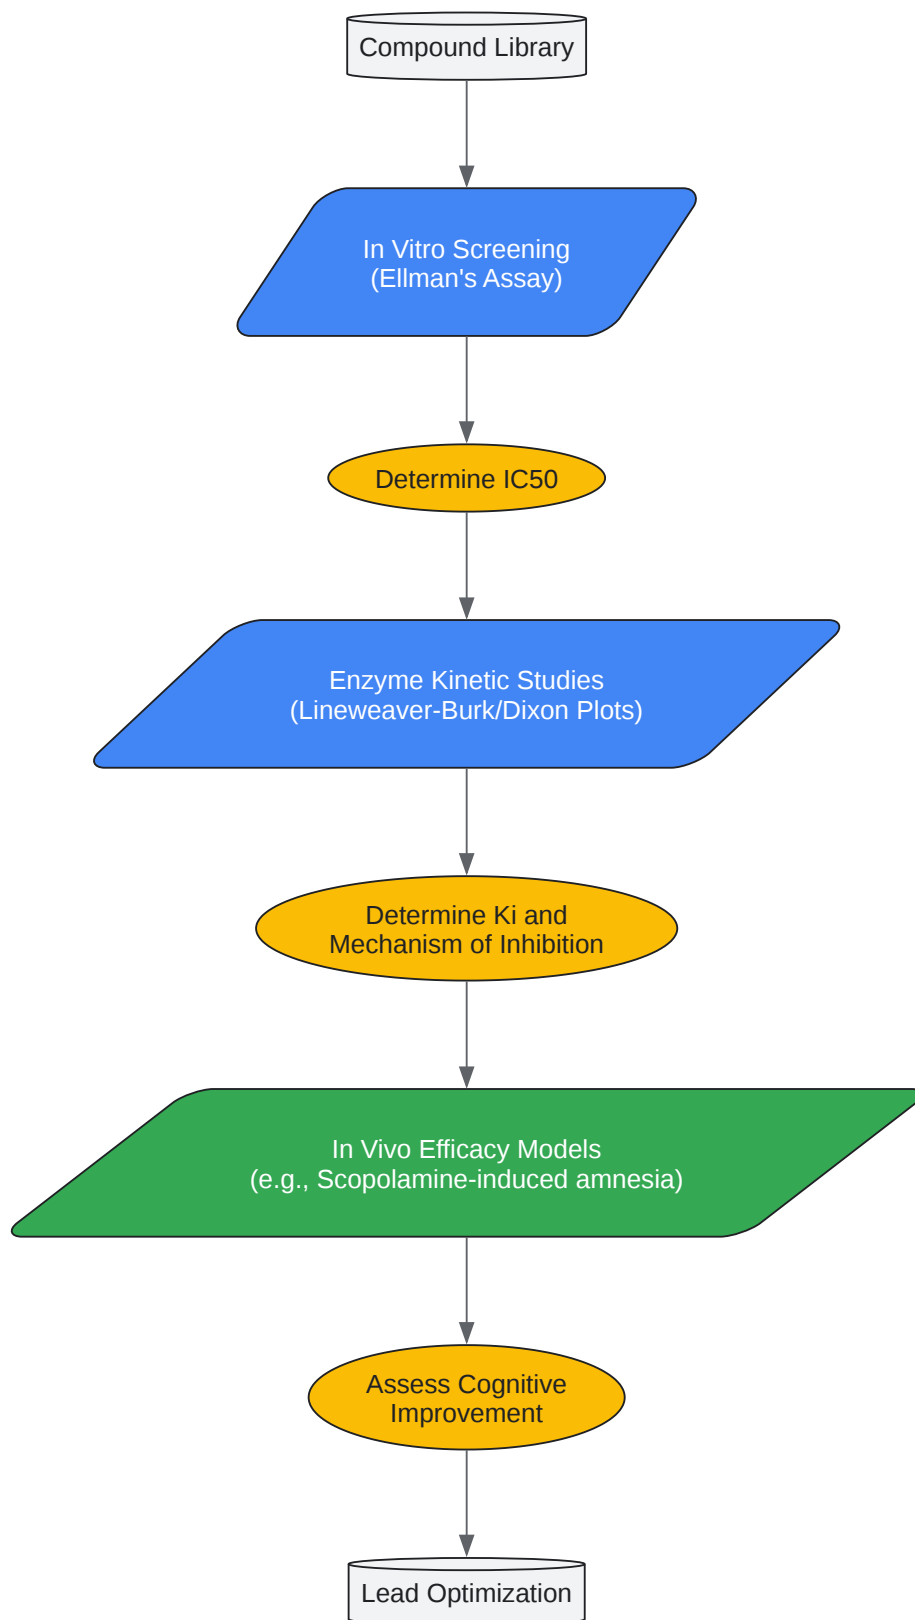 Compound Library
In Vitro Screening
(Ellman's Assay)
Determine IC50
Enzyme Kinetic Studies
(Lineweaver-Burk/Dixon Plots)
Determine Ki and
Mechanism of Inhibition
In Vivo Efficacy Models
(e.g., Scopolamine-induced amnesia)
Assess Cognitive
Improvement
Lead Optimization